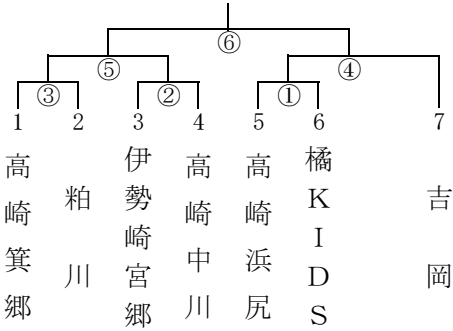 ⑥
⑤ ④
③ ② ①
1 2 3 4 5 6 7
高崎箕郷
粕川
伊勢崎宮郷
高崎中川
高崎浜尻
橘KIDS
吉岡